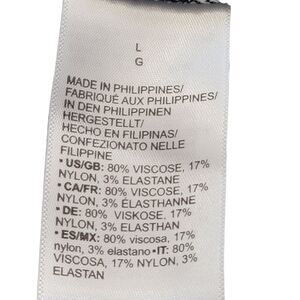 L
G
MADE IN PHILIPPINES/
FABRIQUÉ AUX PHILIPPINES/
IN DEN PHILIPPINEN
HERGESTELLT/
HECHO EN FILIPINAS/
CONFEZIONATO NELLE
FILIPPINE
• US/GB: 80% VISCOSE, 17%
NYLON, 3% ELASTANE
• CA/FR: 80% VISCOSE, 17%
NYLON, 3% ÉLASTHANNE
• DE: 80% VISKOSE, 17%
NYLON, 3% ELASTHAN
• ES/MX: 80% viscosa, 17%
nylon, 3% elastano • IT: 80%
VISCOSA, 17% NYLON, 3%
ELASTAN